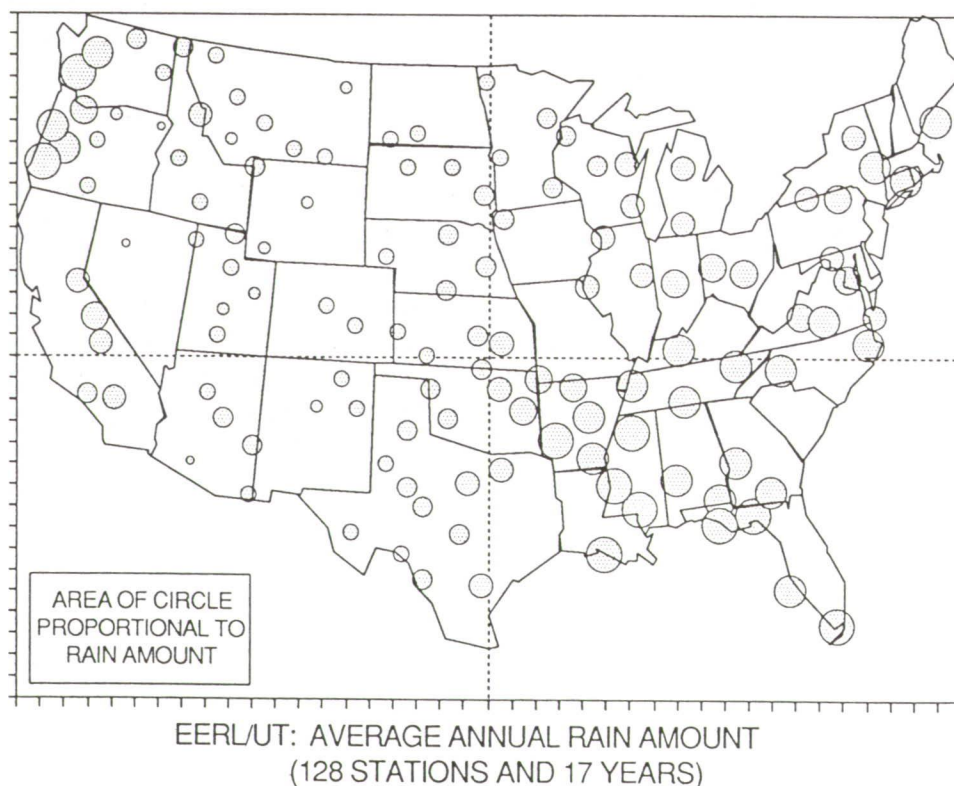 AREA OF CIRCLE
PROPORTIONAL TO
RAIN AMOUNT
EERL/UT: AVERAGE ANNUAL RAIN AMOUNT
(128 STATIONS AND 17 YEARS)